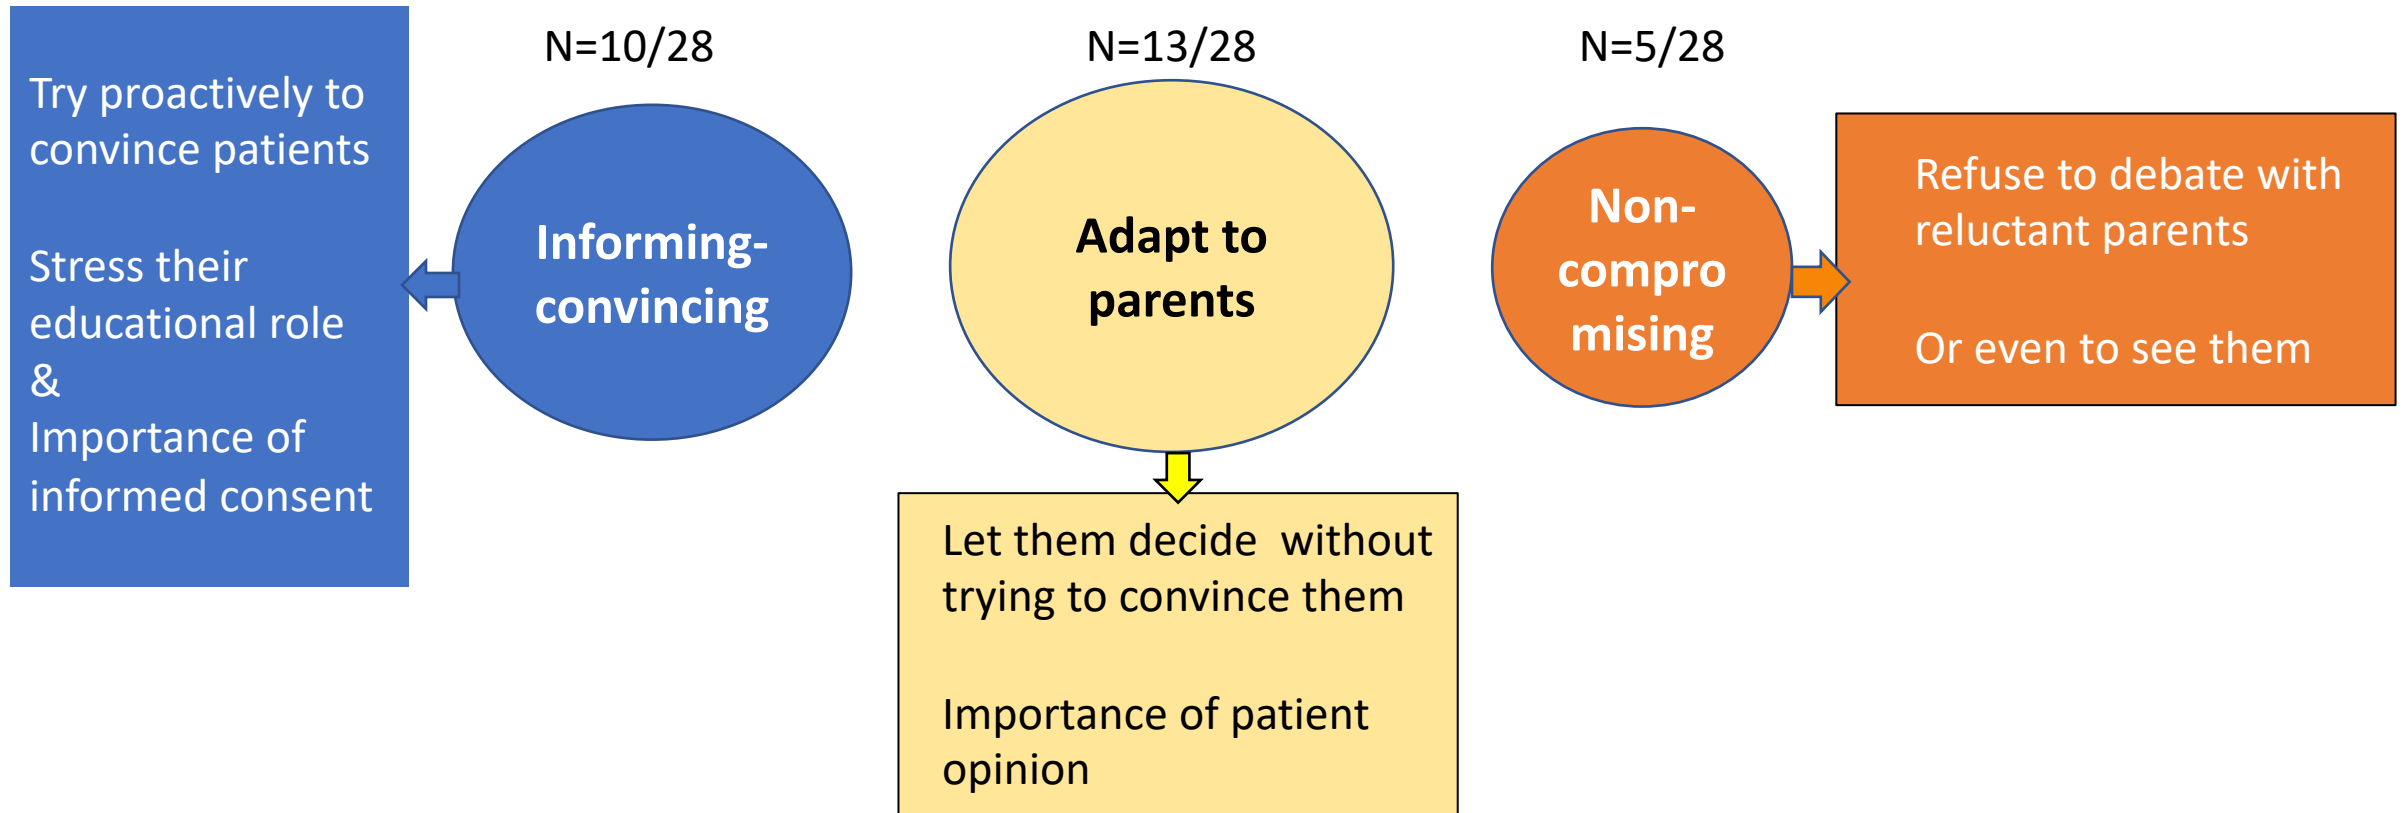 N=10/28
N=13/28
N=5/28
Try proactively to
convince patients
Stress their
educational role
&
Importance of
informed consent
Informing-
convincing
Adapt to
parents
Non-
compro
mising
Refuse to debate with
reluctant parents
Or even to see them
Let them decide  without
trying to convince them
Importance of patient
opinion